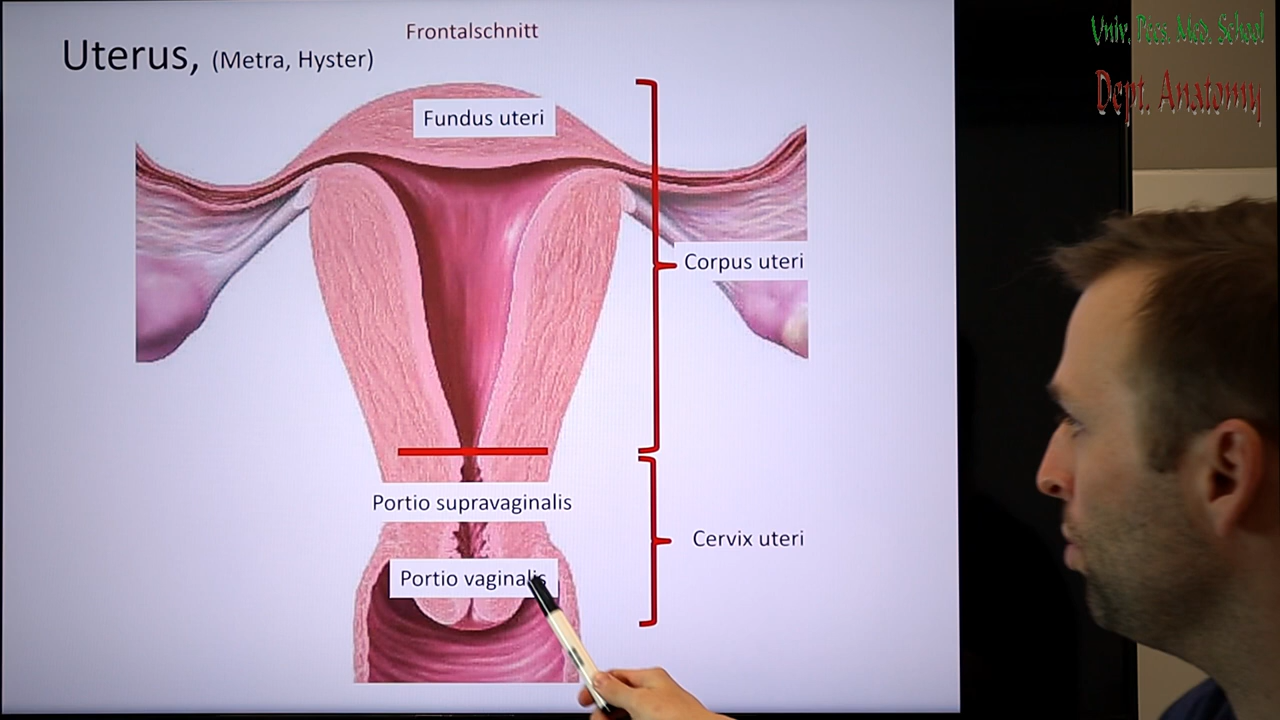 Frontalschnitt
Uterus, (Metra, Hyster)
Fundus uteri
Corpus uteri
Portio supravaginalis
Cervix uteri
Portio vaginalis
Univ. Pecs. Med. School
Dept. Anatomy